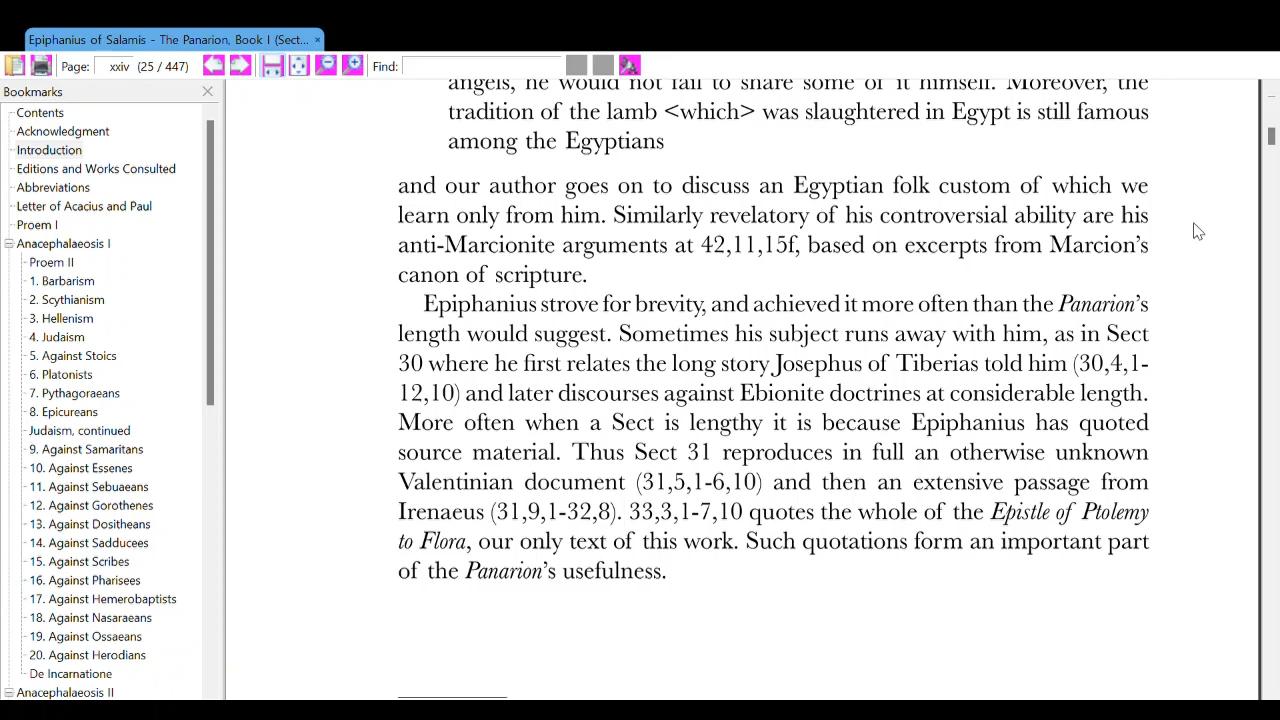 Epiphanius of Salamis - The Panarion, Book I (Sect... ×
Page: xxiv (25 / 447) Find:
Bookmarks
Contents
Acknowledgment
Introduction
Editions and Works Consulted
Abbreviations
Letter of Acacius and Paul
Proem I
Anacephalaeosis I
Proem II
1. Barbarism
2. Scythianism
3. Hellenism
4. Judaism
5. Against Stoics
6. Platonists
7. Pythagoraeans
8. Epicureans
Judaism, continued
9. Against Samaritans
10. Against Essenes
11. Against Sebuaeans
12. Against Gorothenes
13. Against Dositheans
14. Against Sadducees
15. Against Scribes
16. Against Pharisees
17. Against Hemerobaptists
18. Against Nasaraeans
19. Against Ossaeans
20. Against Herodians
De Incarnatione
Anacephalaeosis II
angels, he would not fail to share some of it himself. Moreover, the
tradition of the lamb <which> was slaughtered in Egypt is still famous
among the Egyptians
and our author goes on to discuss an Egyptian folk custom of which we
learn only from him. Similarly revelatory of his controversial ability are his
anti-Marcionite arguments at 42,11,15f, based on excerpts from Marcion’s
canon of scripture.
Epiphanius strove for brevity, and achieved it more often than the Panarion’s
length would suggest. Sometimes his subject runs away with him, as in Sect
30 where he first relates the long story Josephus of Tiberias told him (30,4,1-
12,10) and later discourses against Ebionite doctrines at considerable length.
More often when a Sect is lengthy it is because Epiphanius has quoted
source material. Thus Sect 31 reproduces in full an otherwise unknown
Valentinian document (31,5,1-6,10) and then an extensive passage from
Irenaeus (31,9,1-32,8). 33,3,1-7,10 quotes the whole of the Epistle of Ptolemy
to Flora, our only text of this work. Such quotations form an important part
of the Panarion’s usefulness.